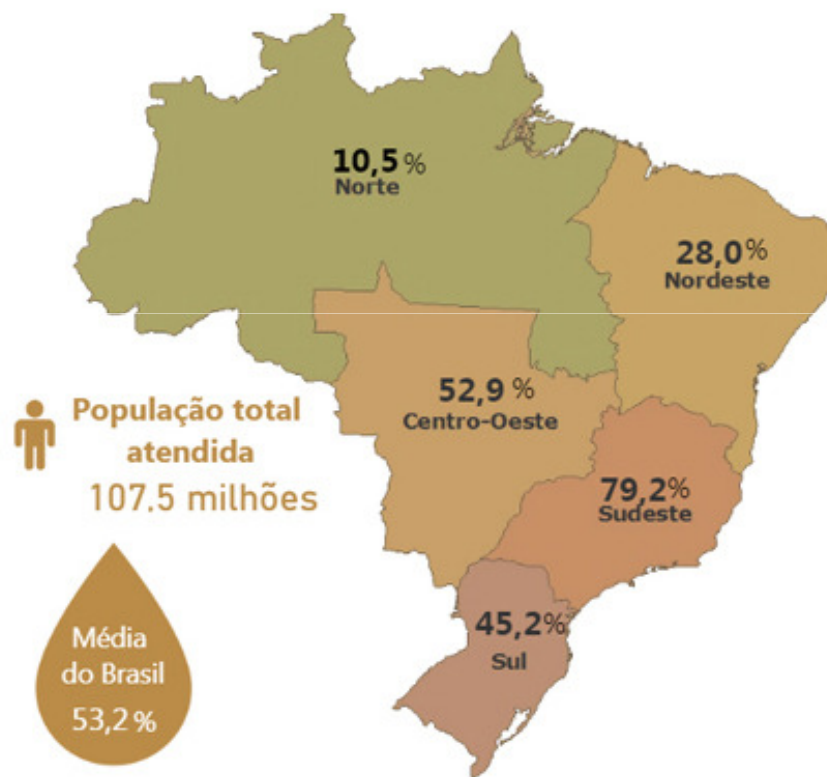 10,5%
Norte
28,0%
Nordeste
52,9 %
Centro-Oeste
População total
atendida
107,5 milhões
79,2%
Sudeste
45,2%
Sul
Média
do Brasil
53,2%